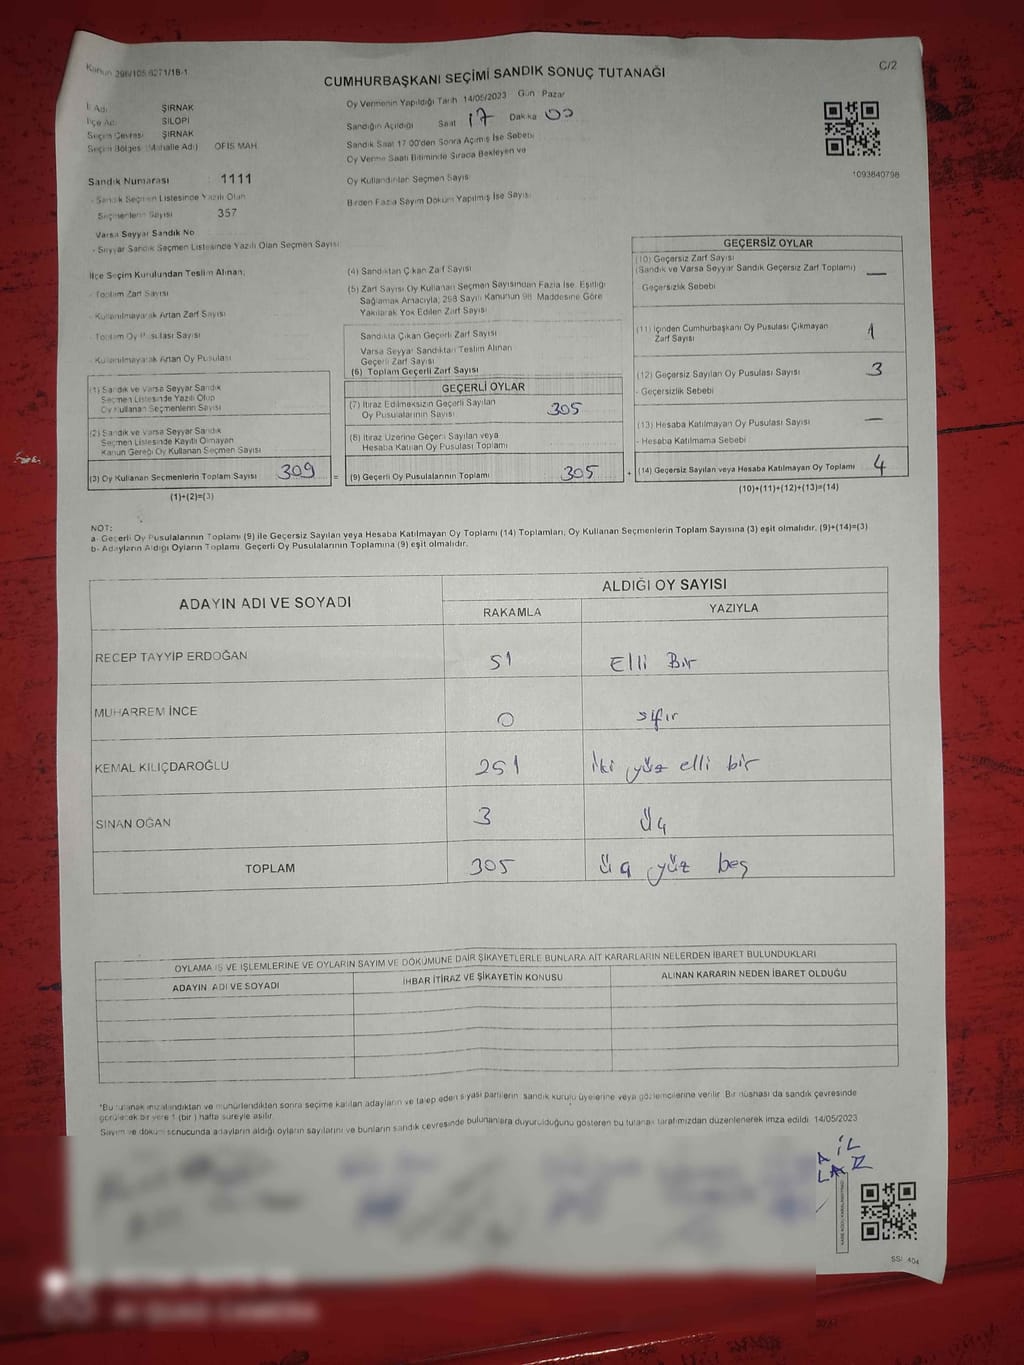 Kanun 298/105 6271/18-1
C/2
CUMHURBAŞKANI SEÇİMİ SANDIK SONUÇ TUTANAĞI
İl Adı ŞIRNAK
İlçe Adı SİLOPİ
Seçim Çevresi ŞIRNAK
Seçim Bölgesi (Mahalle Adı) OFİS MAH
Sandık Numarası 1111
- Sandık Seçmen Listesinde Yazılı Olan
Seçmenlerin Sayısı 357
Varsa Seyyar Sandık No
- Seyyar Sandık Seçmen Listesinde Yazılı Olan Seçmen Sayısı
Oy Vermenin Yapıldığı Tarih 14/05/2023 Gün Pazar
Sandığın Açıldığı Saat 17 Dakika 00
Sandık Saat 17 00'den Sonra Açımış İse Sebebi
Oy Verme Saati Bitiminde Sırada Bekleyen ve
Oy Kullandırılan Seçmen Sayısı
Birden Fazla Sayım Döküm Yapılmış İse Sayısı
1093640798
İlçe Seçim Kurulundan Teslim Alınan;
- Toplam Zarf Sayısı
- Kullanılmayarak Artan Zarf Sayısı
- Toplam Oy Pusulası Sayısı
- Kullanılmayarak Artan Oy Pusulası
(1) Sandık ve Varsa Seyyar Sandık
Seçmen Listesinde Yazılı Olup
Oy Kullanan Seçmenlerin Sayısı
(2) Sandık ve Varsa Seyyar Sandık
Seçmen Listesinde Kayıtlı Olmayan
Kanun Gereği Oy Kullanan Seçmen Sayısı
(3) Oy Kullanan Seçmenlerin Toplam Sayısı 309 =
(1)+(2)=(3)
(4) Sandıktan Çıkan Zarf Sayısı
(5) Zarf Sayısı Oy Kullanan Seçmen Sayısından Fazla İse, Eşitliği
Sağlamak Amacıyla, 298 Sayılı Kanunun 98. Maddesine Göre
Yakılarak Yok Edilen Zarf Sayısı
Sandıkta Çıkan Geçerli Zarf Sayısı
Varsa Seyyar Sandıktan Teslim Alınan
Geçerli Zarf Sayısı
(6) Toplam Geçerli Zarf Sayısı
GEÇERLİ OYLAR
(7) İtiraz Edilmeksizin Geçerli Sayılan
Oy Pusulalarının Sayısı 305
(8) İtiraz Üzerine Geçerli Sayılan veya
Hesaba Katılan Oy Pusulası Toplamı
(9) Geçerli Oy Pusulalarının Toplamı 305 +
GEÇERSİZ OYLAR
(10) Geçersiz Zarf Sayısı
(Sandık ve Varsa Seyyar Sandık Geçersiz Zarf Toplamı) —
Geçersizlik Sebebi
(11) İçinden Cumhurbaşkanı Oy Pusulası Çıkmayan
Zarf Sayısı 1
(12) Geçersiz Sayılan Oy Pusulası Sayısı 3
- Geçersizlik Sebebi
(13) Hesaba Katılmayan Oy Pusulası Sayısı —
- Hesaba Katılmama Sebebi
(14) Geçersiz Sayılan veya Hesaba Katılmayan Oy Toplamı 4
(10)+(11)+(12)+(13)=(14)
NOT:
a- Geçerli Oy Pusulalarının Toplamı (9) ile Geçersiz Sayılan veya Hesaba Katılmayan Oy Toplamı (14) Toplamları, Oy Kullanan Seçmenlerin Toplam Sayısına (3) eşit olmalıdır. (9)+(14)=(3)
b- Adayların Aldığı Oyların Toplamı, Geçerli Oy Pusulalarının Toplamına (9) eşit olmalıdır.
ADAYIN ADI VE SOYADI
ALDIĞI OY SAYISI
RAKAMLA YAZIYLA
RECEP TAYYİP ERDOĞAN 51 Elli Bir
MUHARREM İNCE 0 sıfır
KEMAL KILIÇDAROĞLU 251 İki yüz elli bir
SİNAN OĞAN 3 Üç
TOPLAM 305 üç yüz beş
OYLAMA İŞ VE İŞLEMLERİNE VE OYLARIN SAYIM VE DÖKÜMÜNE DAİR ŞİKAYETLERLE BUNLARA AİT KARARLARIN NELERDEN İBARET BULUNDUKLARI
ADAYIN ADI VE SOYADI İHBAR İTİRAZ VE ŞİKAYETİN KONUSU ALINAN KARARIN NEDEN İBARET OLDUĞU
*Bu tutanak imzalandıktan ve mühürlendikten sonra seçime katılan adayların ve talep eden siyasi partilerin sandık kurulu üyelerine veya gözlemcilerine verilir. Bir nüshası da sandık çevresinde
görülecek bir yere 1 (bir) hafta süreyle asılır.
Sayım ve döküm sonucunda adayların aldığı oyların sayılarını ve bunların sandık çevresinde bulunanlara duyurulduğunu gösteren bu tutanak tarafımızdan düzenlenerek imza edildi. 14/05/2023